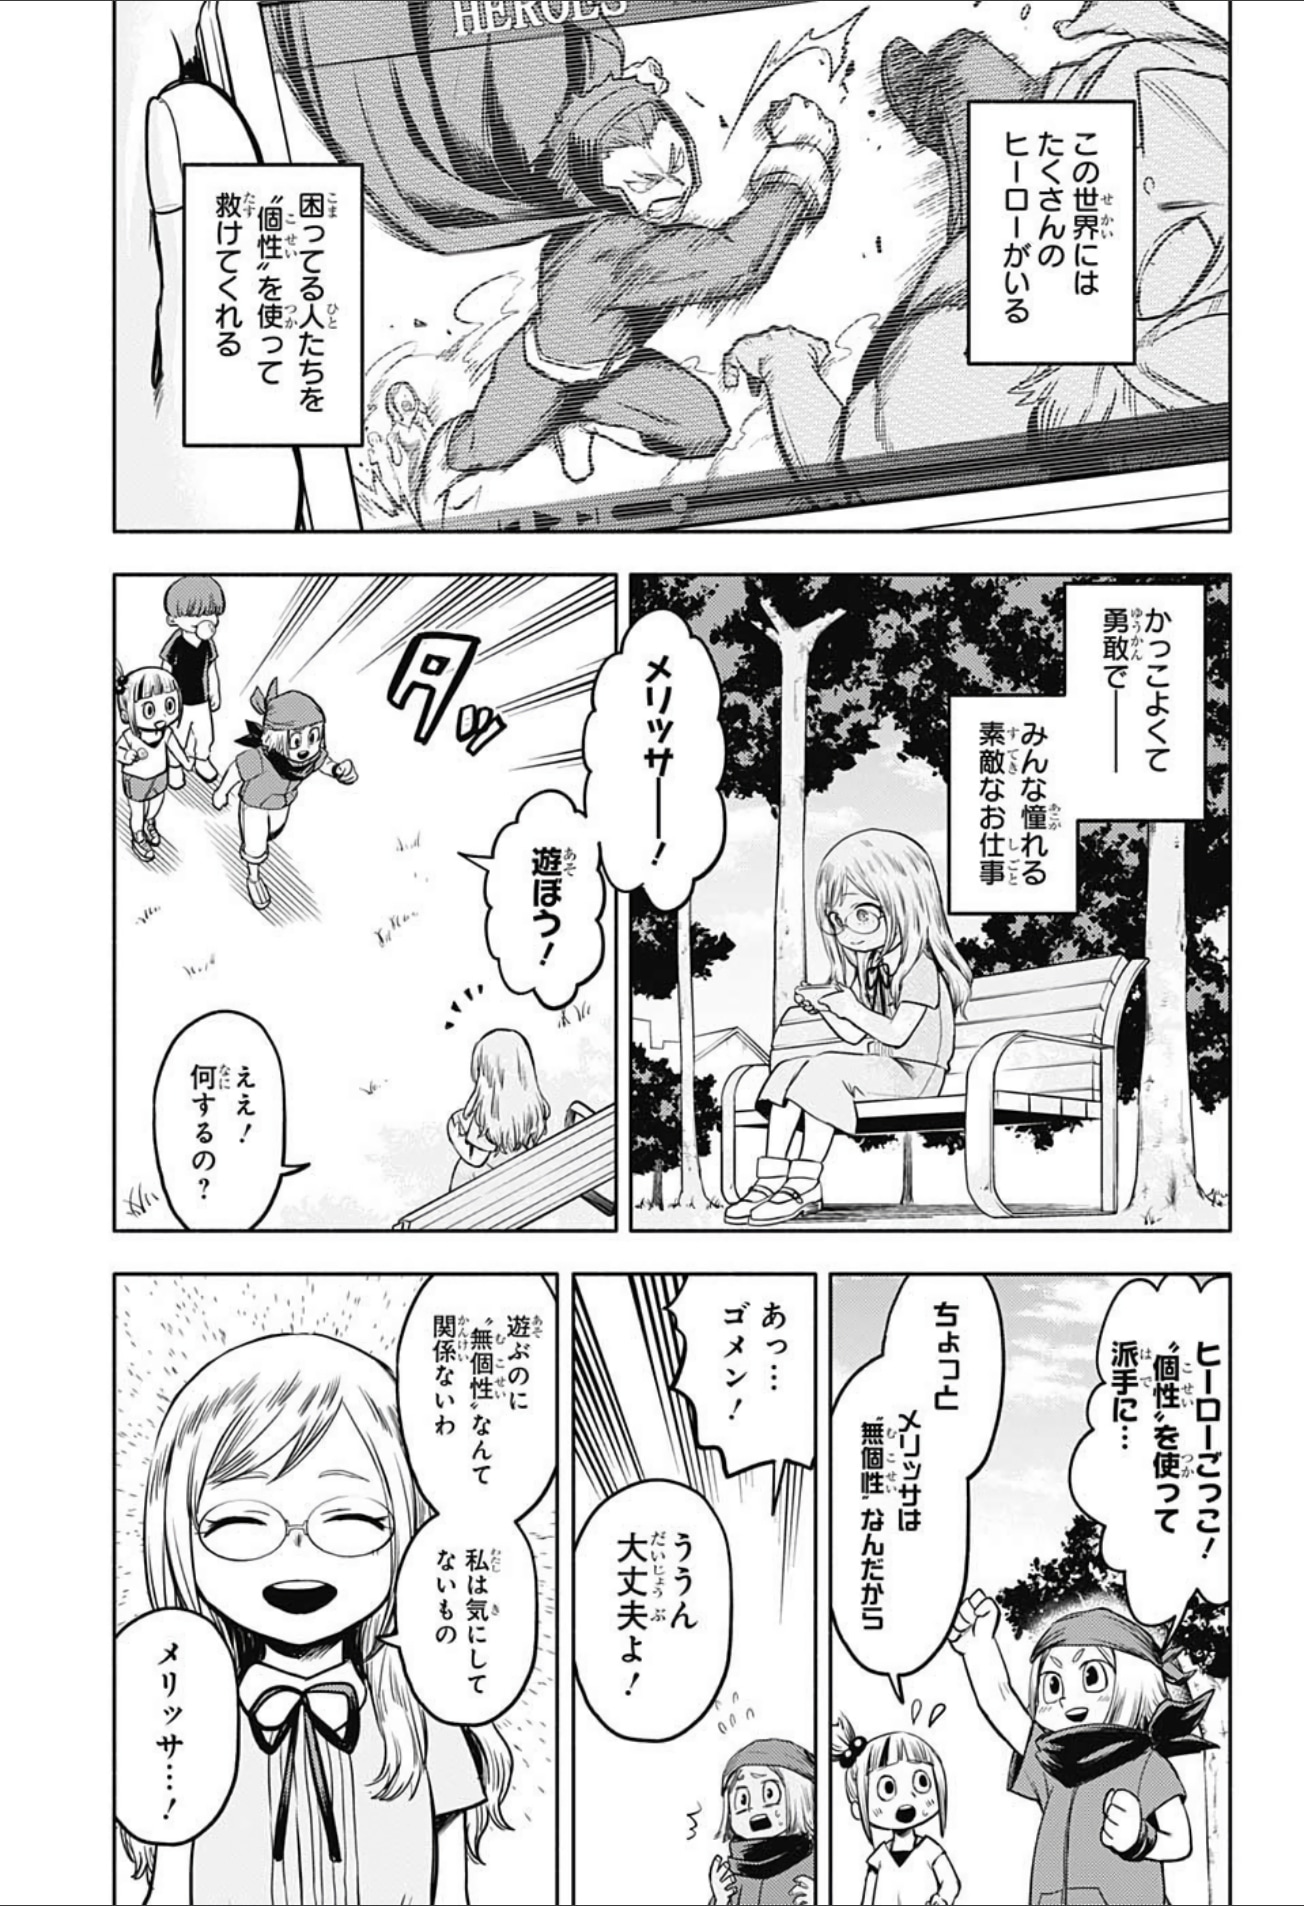 HEROES
この世界には
たくさんの
ヒーローがいる
困ってる人たちを
〝個性〟を使って
救けてくれる
かっこよくて
勇敢で――
みんな憧れる
素敵なお仕事
メリッサ――!
遊ぼう!
タッ
ええ!
何するの?
ヒーローごっこ!
〝個性〟を使って
派手に…
ちょっと
メリッサは
〝無個性〟なんだから
あっ…
ゴメン!
ううん
大丈夫よ!
遊ぶのに
〝無個性〟なんて
関係ないわ
私は気にして
ないもの
メリッサ…!